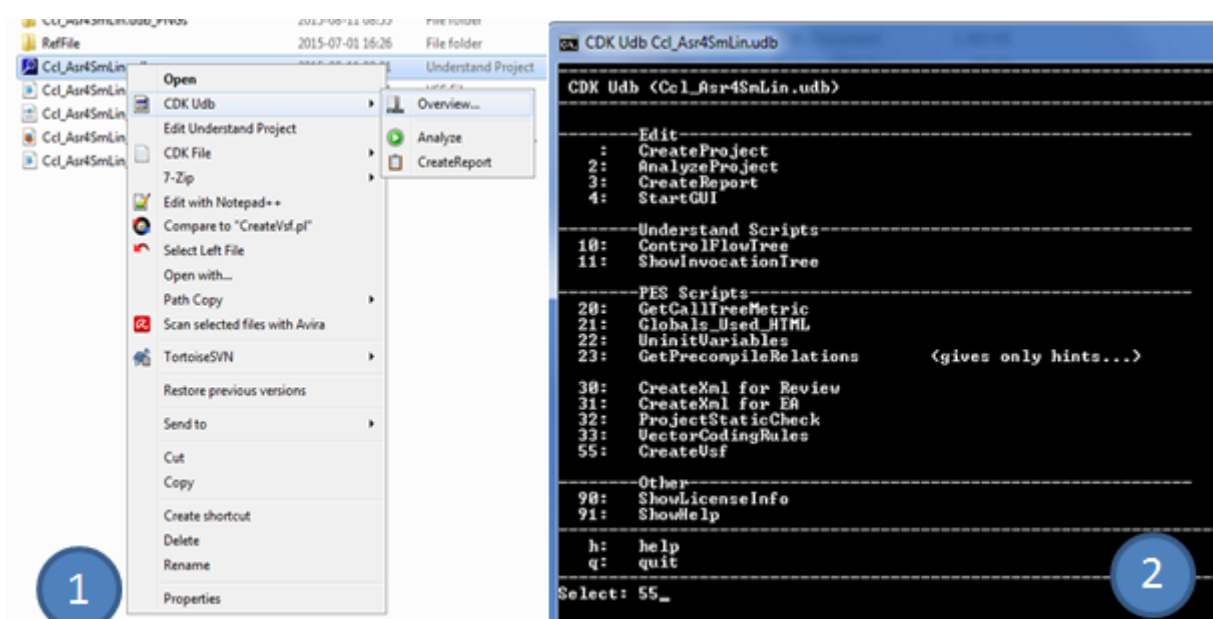 RefFile 2015-07-01 16:26 File folder
Ccl_Asr4SmLin Understand Project
Ccl_Asr4SmLin
Ccl_Asr4SmLin
Ccl_Asr4SmLin
Ccl_Asr4SmLin
Open
CDK Udb
Edit Understand Project
CDK File
7-Zip
Edit with Notepad++
Compare to "CreateVsf.pl"
Select Left File
Open with...
Path Copy
Scan selected files with Avira
TortoiseSVN
Restore previous versions
Send to
Cut
Copy
Create shortcut
Delete
Rename
Properties
Overview...
Analyze
CreateReport
1
CDK Udb Ccl_Asr4SmLin.udb
CDK Udb <Ccl_Asr4SmLin.udb>
--------Edit--------
: CreateProject
2: AnalyzeProject
3: CreateReport
4: StartGUI
--------Understand Scripts--------
10: ControlFlowTree
11: ShowInvocationTree
--------PES Scripts--------
20: GetCallTreeMetric
21: Globals_Used_HTML
22: UninitVariables
23: GetPrecompileRelations (gives only hints...)
30: CreateXml for Review
31: CreateXml for EA
32: ProjectStaticCheck
33: VectorCodingRules
55: CreateVsf
--------Other--------
90: ShowLicenseInfo
91: ShowHelp
h: help
q: quit
Select: 55_
2